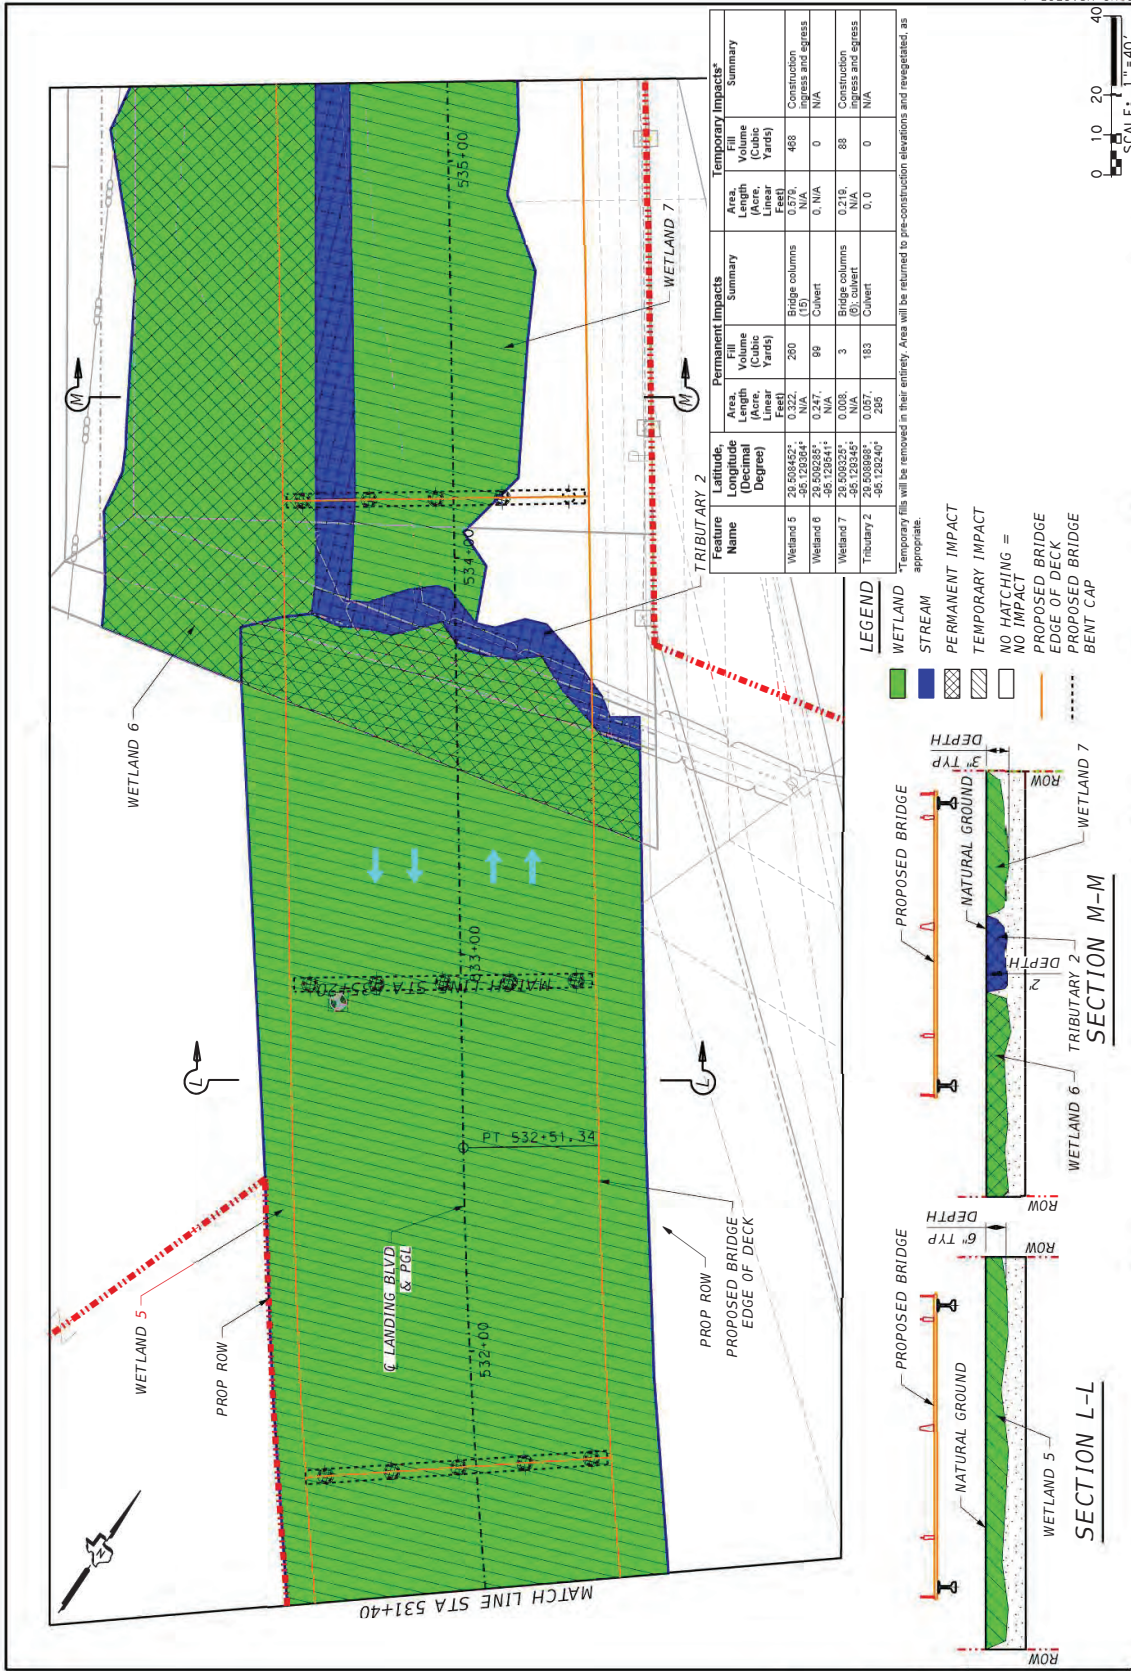 MATCH LINE STA 531+40
MATCH LINE STA 535+20
WETLAND 5
PROP ROW
₵ LANDING BLVD
& PGL
532+00
PT 532+51.34
533+00
534+00
535+00
PROP ROW
PROPOSED BRIDGE
EDGE OF DECK
WETLAND 6
TRIBUTARY 2
WETLAND 7
L
L
M
M
N
Feature Name | Latitude, Longitude (Decimal Degree) | Permanent Impacts | Temporary Impacts*
Area, Length (Acre, Linear Feet) | Fill Volume (Cubic Yards) | Summary | Area, Length (Acre, Linear Feet) | Fill Volume (Cubic Yards) | Summary
Wetland 5 | 29.508452°, -95.129364° | 0.322, N/A | 260 | Bridge columns (15) | 0.579, N/A | 468 | Construction ingress and egress
Wetland 6 | 29.509285°, -95.129541° | 0.247, N/A | 99 | Culvert | 0, N/A | 0 | N/A
Wetland 7 | 29.509325°, -95.129345° | 0.008, N/A | 3 | Bridge columns (6); culvert | 0.219, N/A | 88 | Construction ingress and egress
Tributary 2 | 29.508998°, -95.129240° | 0.057, 295 | 183 | Culvert | 0, 0 | 0 | N/A
*Temporary fills will be removed in their entirety. Area will be returned to pre-construction elevations and revegetated, as
appropriate.
LEGEND
WETLAND
STREAM
PERMANENT IMPACT
TEMPORARY IMPACT
NO HATCHING =
NO IMPACT
PROPOSED BRIDGE
EDGE OF DECK
PROPOSED BRIDGE
BENT CAP
0 10 20 40
SCALE: 1"=40'
PROPOSED BRIDGE
NATURAL GROUND
6" TYP
DEPTH
ROW
ROW
WETLAND 5
SECTION L-L
PROPOSED BRIDGE
NATURAL GROUND
3" TYP
DEPTH
2'
DEPTH
ROW
ROW
WETLAND 6
TRIBUTARY 2
WETLAND 7
SECTION M-M